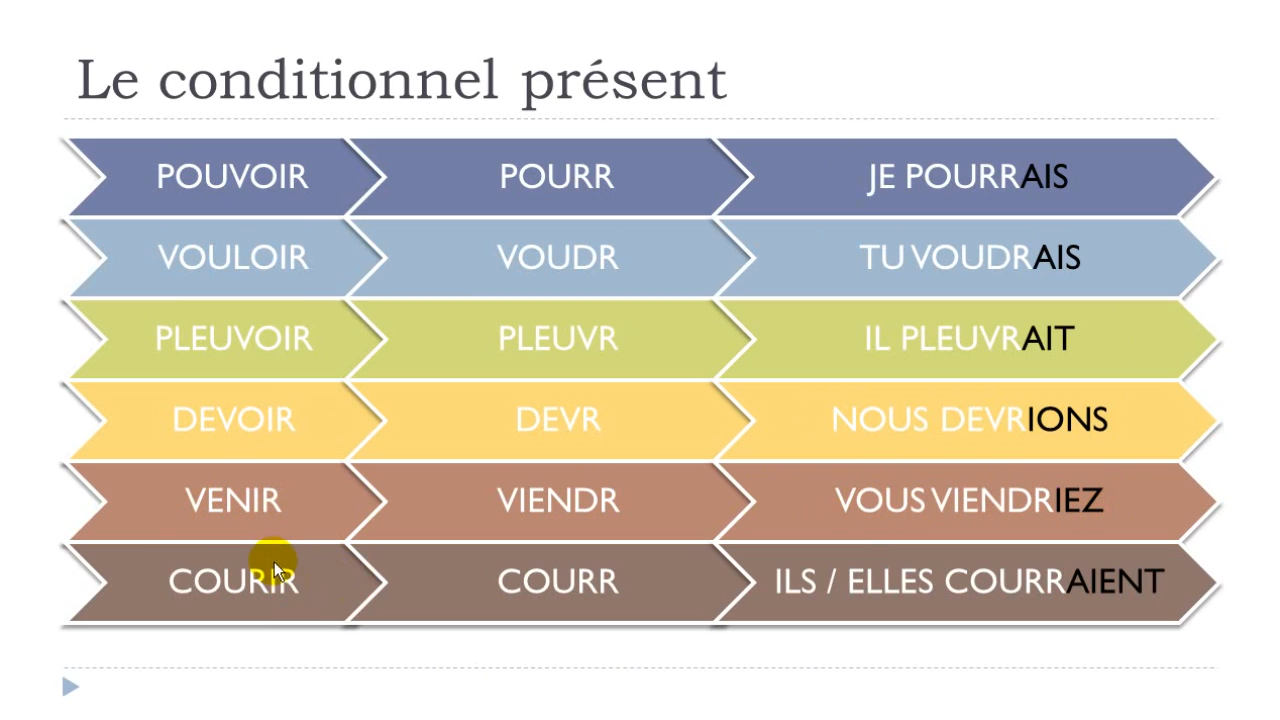 Le conditionnel présent
POUVOIR POURR JE POURRAIS
VOULOIR VOUDR TU VOUDRAIS
PLEUVOIR PLEUVR IL PLEUVRAIT
DEVOIR DEVR NOUS DEVRIONS
VENIR VIENDR VOUS VIENDRIEZ
COURIR COURR ILS / ELLES COURRAIENT